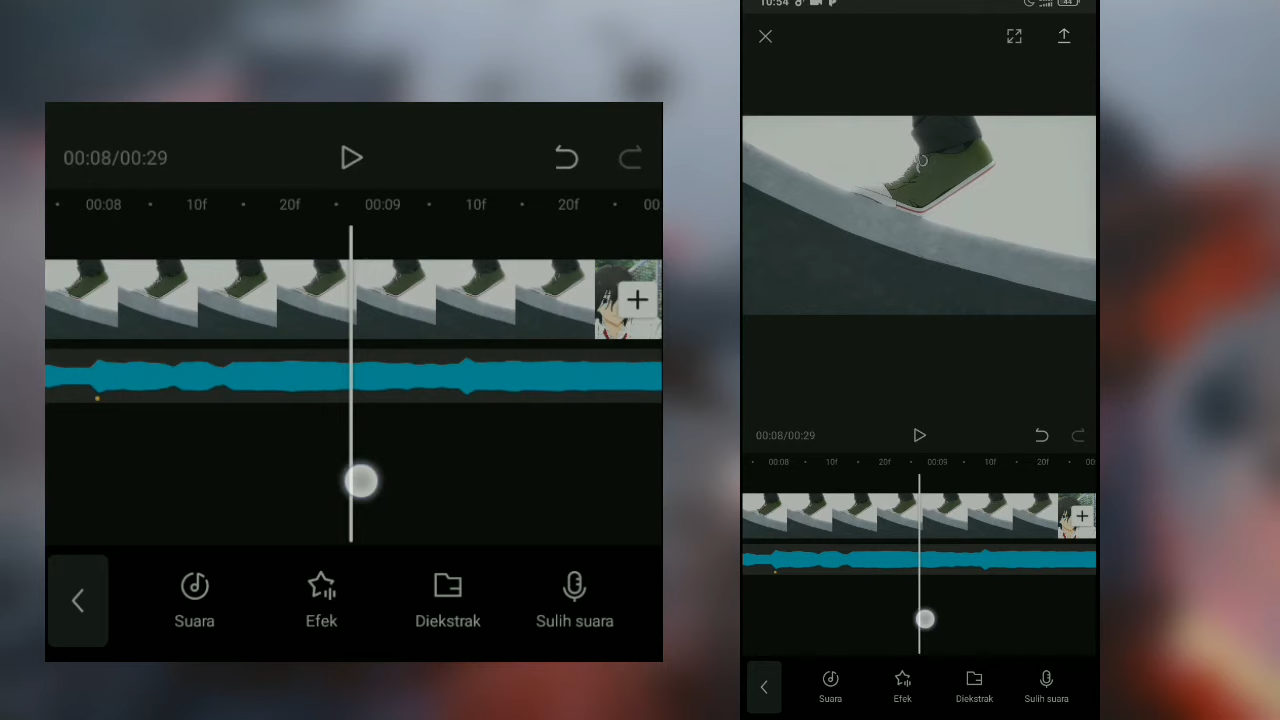 00:08/00:29
00:08 10f 20f 00:09 10f 20f 00
Suara Efek Diekstrak Sulih suara
10:54
44
00:08/00:29
00:08 10f 20f 00:09 10f 20f 00
Suara Efek Diekstrak Sulih suara